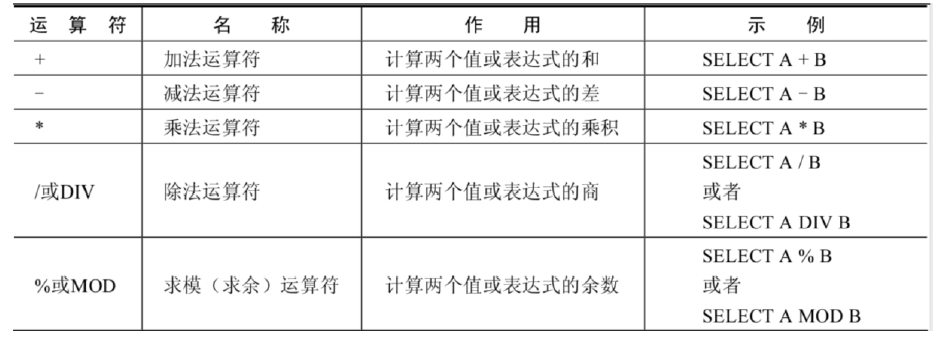 运 算 符 名 称 作 用 示 例
+ 加法运算符 计算两个值或表达式的和 SELECT A + B
- 减法运算符 计算两个值或表达式的差 SELECT A - B
* 乘法运算符 计算两个值或表达式的乘积 SELECT A * B
/或DIV 除法运算符 计算两个值或表达式的商 SELECT A / B
或者
SELECT A DIV B
%或MOD 求模（求余）运算符 计算两个值或表达式的余数 SELECT A % B
或者
SELECT A MOD B